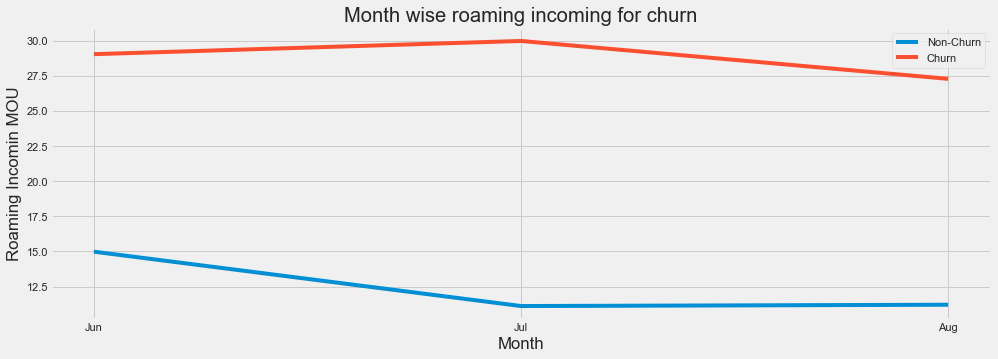 Month wise roaming incoming for churn
Non-Churn
Churn
Roaming Incomin MOU
30.0
27.5
25.0
22.5
20.0
17.5
15.0
12.5
Jun
Jul
Aug
Month